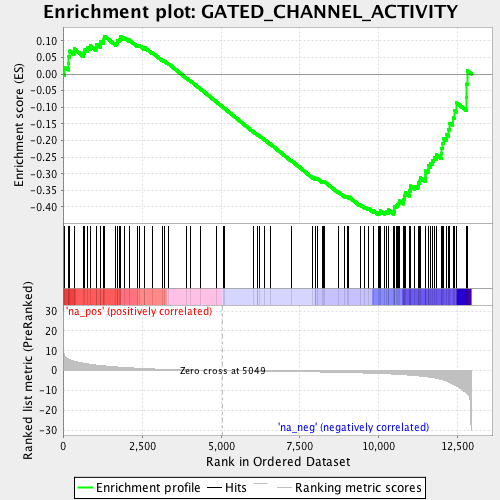 Enrichment plot: GATED_CHANNEL_ACTIVITY
Enrichment score (ES)
0.10
0.05
0.00
-0.05
-0.10
-0.15
-0.20
-0.25
-0.30
-0.35
-0.40
Ranked list metric (PreRanked)
30
20
10
0
-10
-20
-30
'na_pos' (positively correlated)
Zero cross at 5049
'na_neg' (negatively correlated)
0
2,500
5,000
7,500
10,000
12,500
Rank in Ordered Dataset
Enrichment profile
Hits
Ranking metric scores